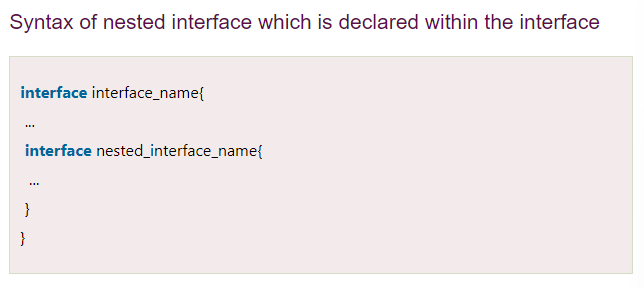 Syntax of nested interface which is declared within the interface
interface interface_name{
...
interface nested_interface_name{
...
}
}